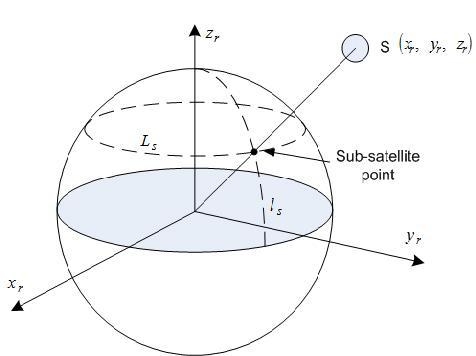 z_r
S (x_r, y_r, z_r)
L_s
Sub-satellite
point
l_s
y_r
x_r